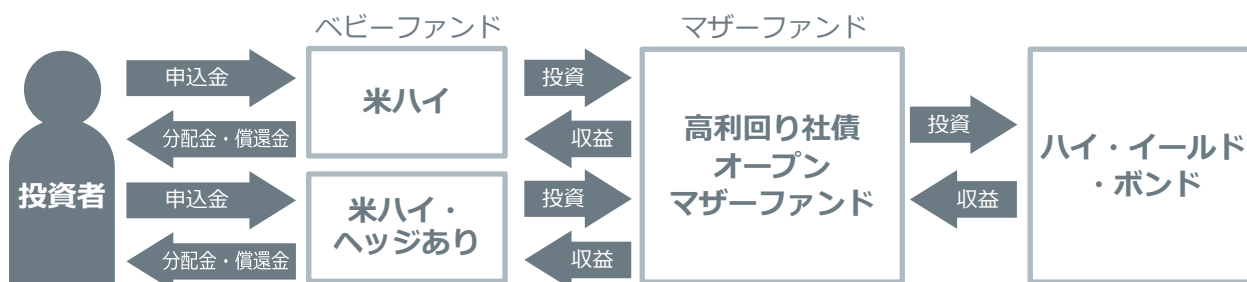 ベビーファンド
マザーファンド
投資者
申込金
分配金・償還金
申込金
分配金・償還金
米ハイ
米ハイ・
ヘッジあり
投資
収益
投資
収益
高利回り社債
オープン
マザーファンド
投資
収益
ハイ・イールド
・ボンド